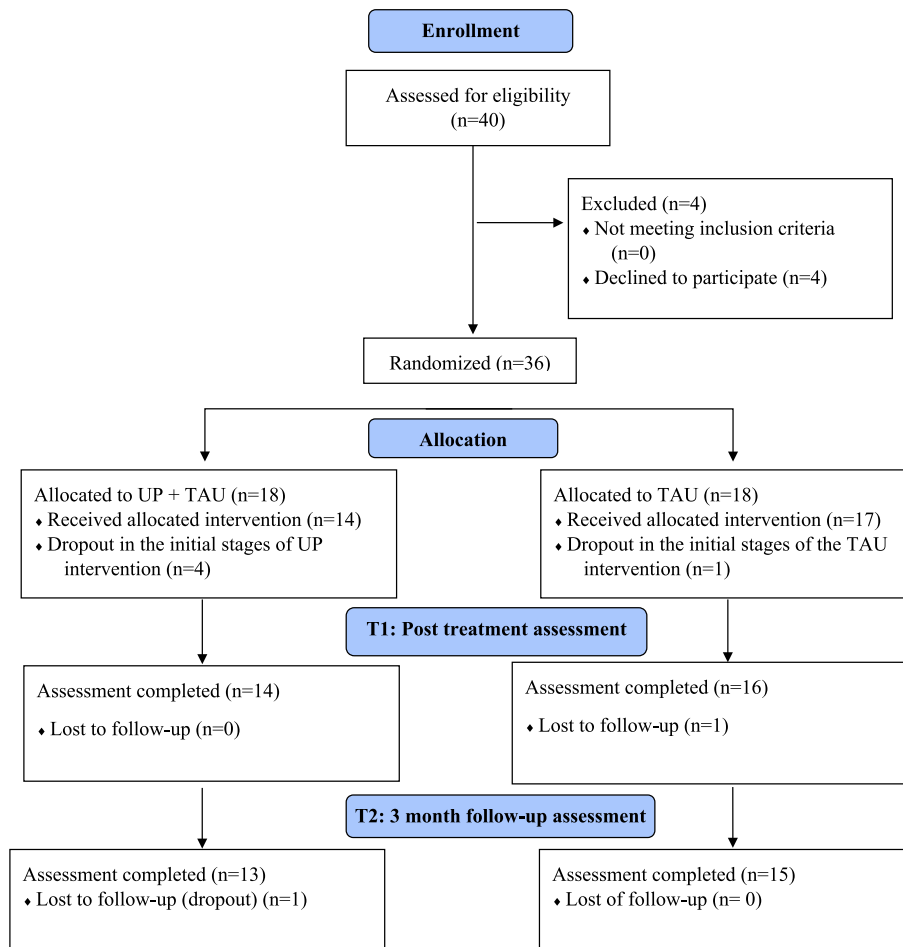 Enrollment
Assessed for eligibility
(n=40)
Excluded (n=4)
♦ Not meeting inclusion criteria
(n=0)
♦ Declined to participate (n=4)
Randomized (n=36)
Allocation
Allocated to UP + TAU (n=18)
♦ Received allocated intervention (n=14)
♦ Dropout in the initial stages of UP
intervention (n=4)
Allocated to TAU (n=18)
♦ Received allocated intervention (n=17)
♦ Dropout in the initial stages of the TAU
intervention (n=1)
T1: Post treatment assessment
Assessment completed (n=14)
♦ Lost to follow-up (n=0)
Assessment completed (n=16)
♦ Lost to follow-up (n=1)
T2: 3 month follow-up assessment
Assessment completed (n=13)
♦ Lost to follow-up (dropout) (n=1)
Assessment completed (n=15)
♦ Lost of follow-up (n= 0)